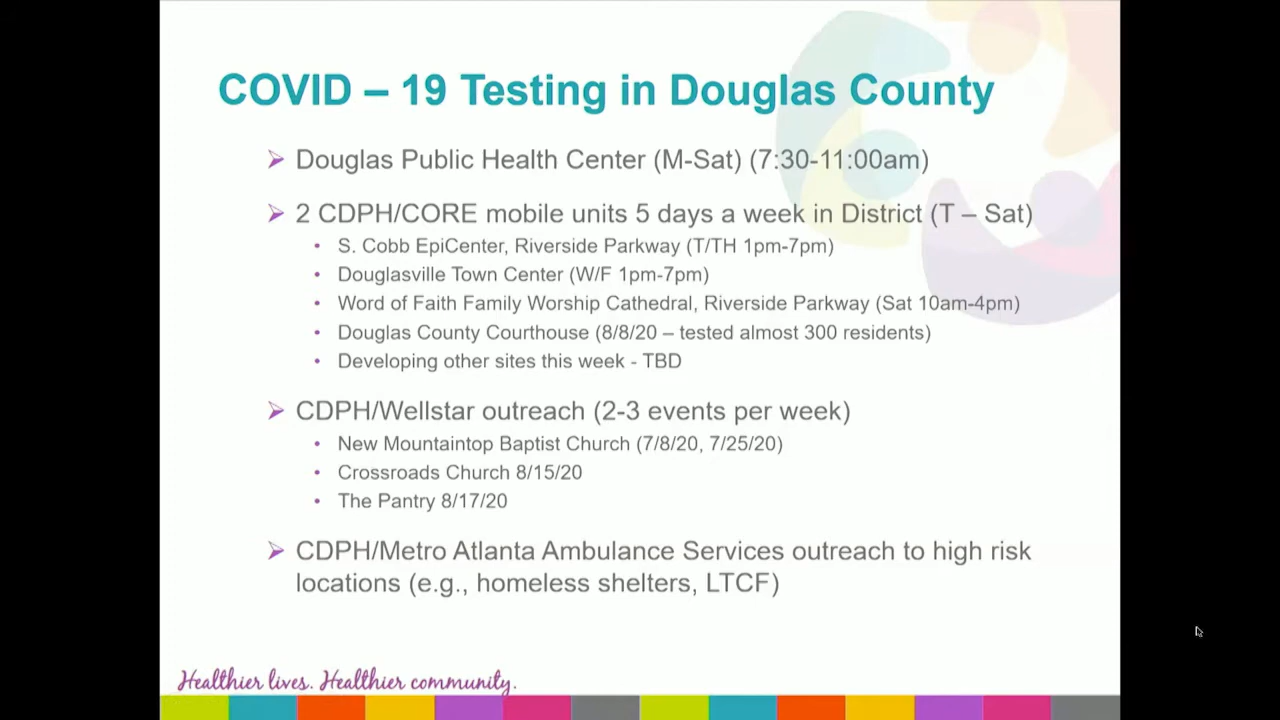 COVID – 19 Testing in Douglas County
➢ Douglas Public Health Center (M-Sat) (7:30-11:00am)
➢ 2 CDPH/CORE mobile units 5 days a week in District (T – Sat)
• S. Cobb EpiCenter, Riverside Parkway (T/TH 1pm-7pm)
• Douglasville Town Center (W/F 1pm-7pm)
• Word of Faith Family Worship Cathedral, Riverside Parkway (Sat 10am-4pm)
• Douglas County Courthouse (8/8/20 – tested almost 300 residents)
• Developing other sites this week - TBD
➢ CDPH/Wellstar outreach (2-3 events per week)
• New Mountaintop Baptist Church (7/8/20, 7/25/20)
• Crossroads Church 8/15/20
• The Pantry 8/17/20
➢ CDPH/Metro Atlanta Ambulance Services outreach to high risk
locations (e.g., homeless shelters, LTCF)
Healthier lives. Healthier community.